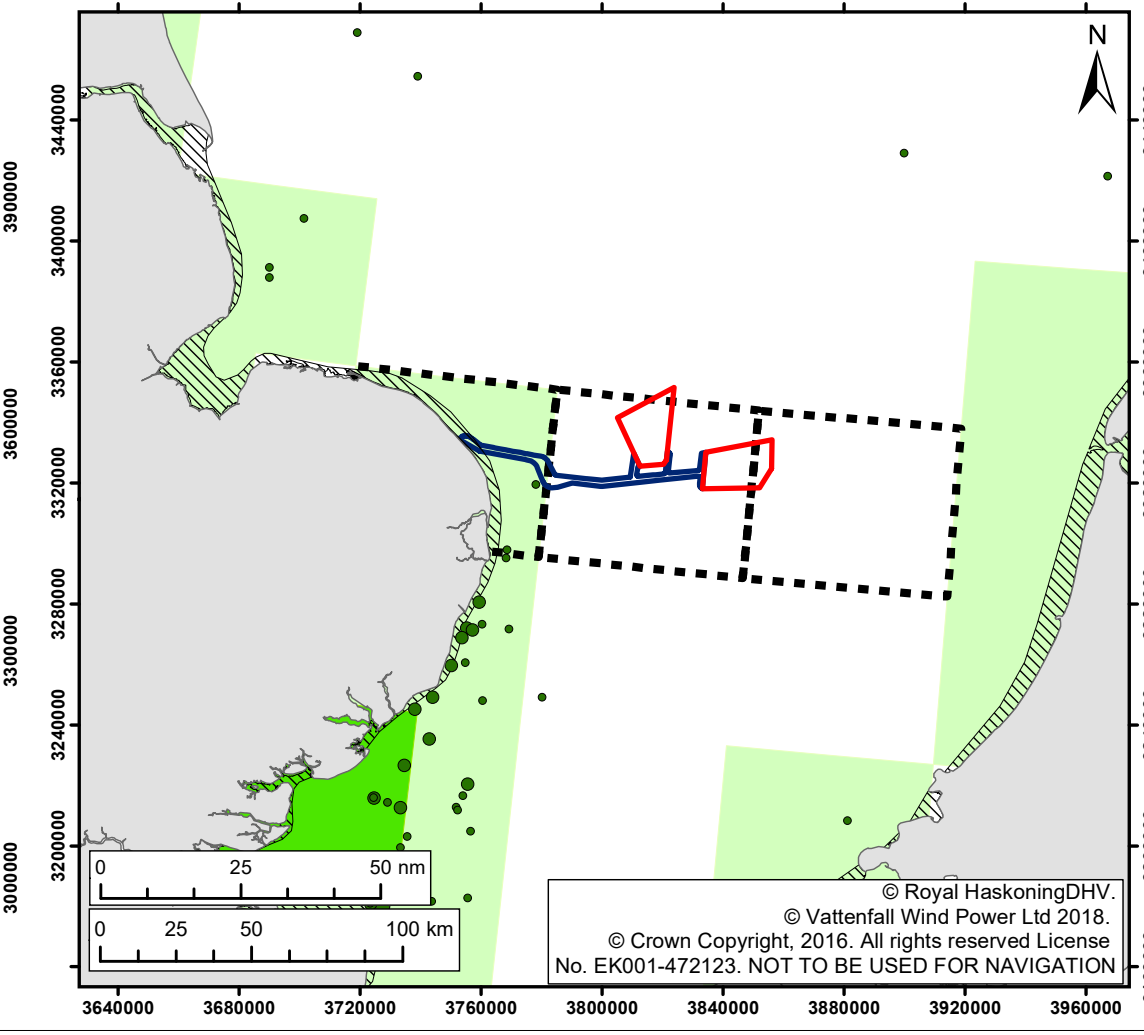 N
3440000
3400000
3360000
3320000
3280000
3240000
3200000
3900000
3600000
3300000
3000000
0 25 50 nm
0 25 50 100 km
© Royal HaskoningDHV.
© Vattenfall Wind Power Ltd 2018.
© Crown Copyright, 2016. All rights reserved License
No. EK001-472123. NOT TO BE USED FOR NAVIGATION
3640000 3680000 3720000 3760000 3800000 3840000 3880000 3920000 3960000